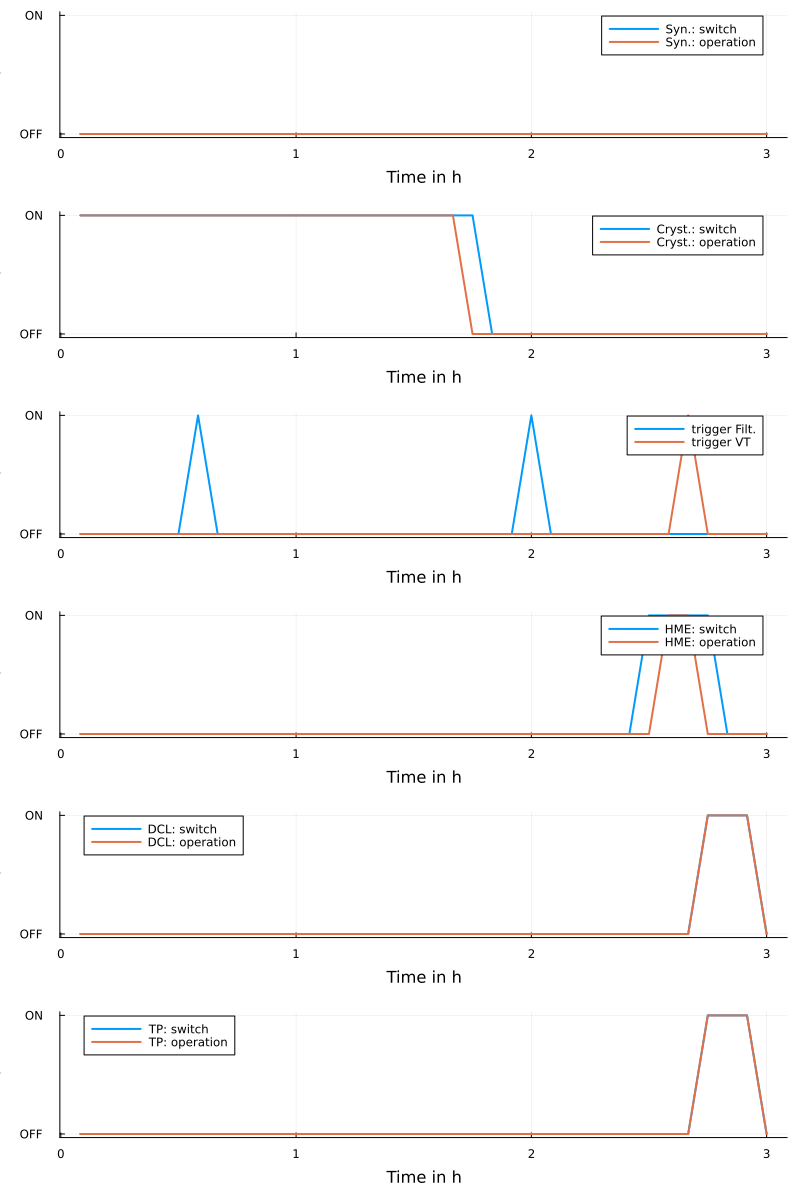 ON
Syn.: switch
Syn.: operation
OFF
0 1 2 3
Time in h
ON
Cryst.: switch
Cryst.: operation
OFF
0 1 2 3
Time in h
ON
trigger Filt.
trigger VT
OFF
0 1 2 3
Time in h
ON
HME: switch
HME: operation
OFF
0 1 2 3
Time in h
ON
DCL: switch
DCL: operation
OFF
0 1 2 3
Time in h
ON
TP: switch
TP: operation
OFF
0 1 2 3
Time in h